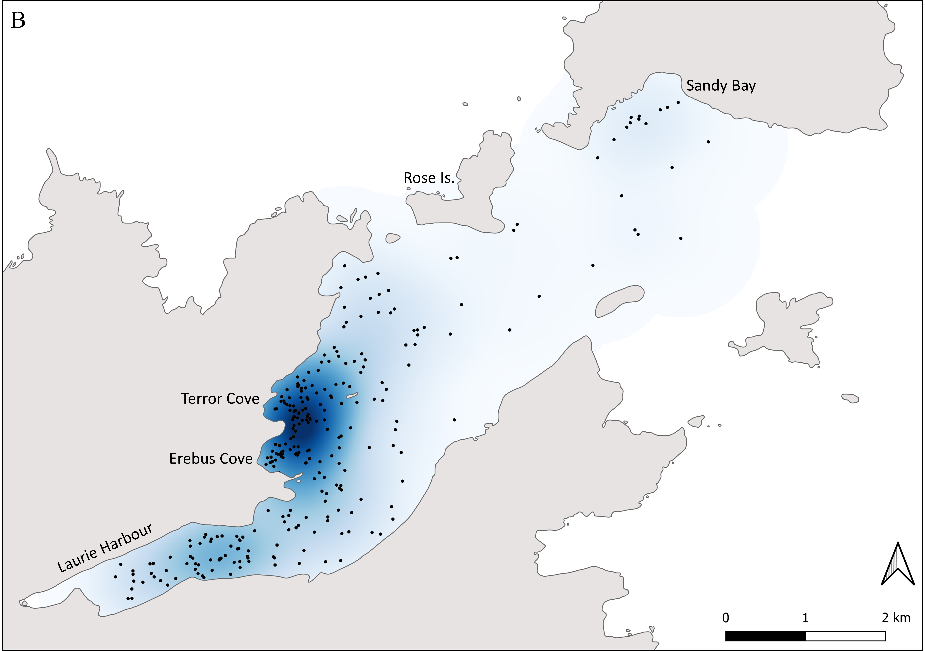 B
Sandy Bay
Rose Is.
Terror Cove
Erebus Cove
Laurie Harbour
0 1 2 km